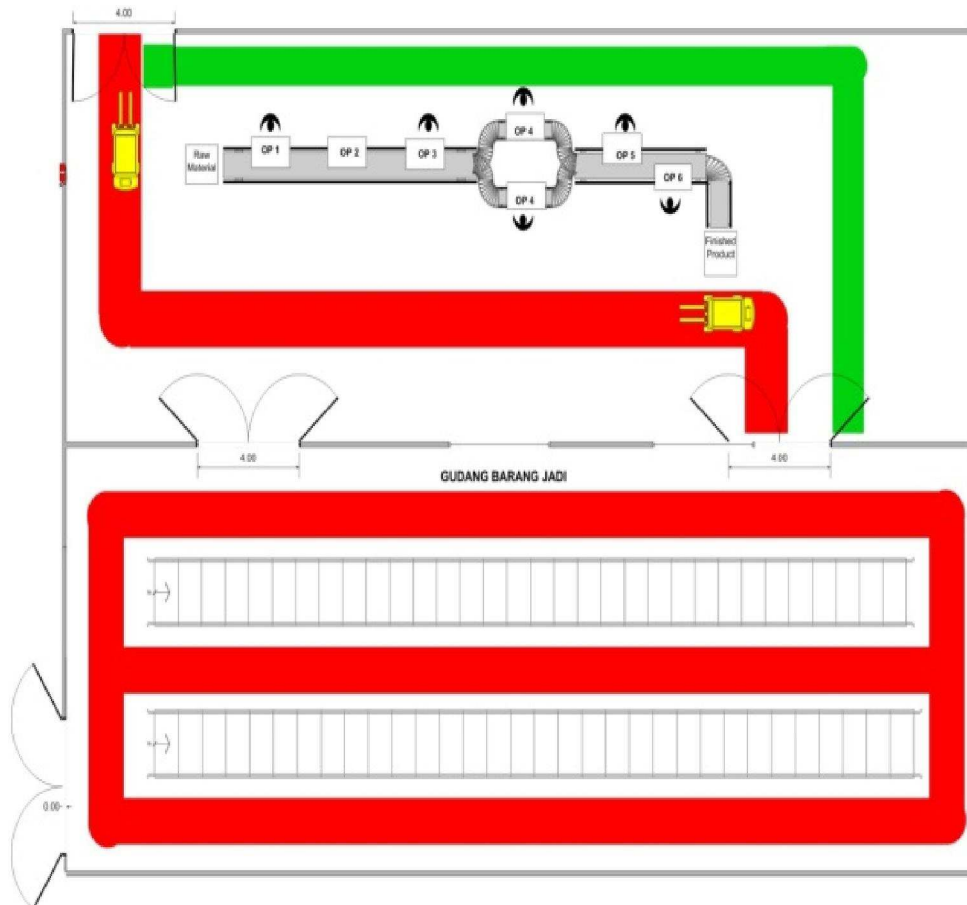 4.00
OP 1
OP 2
OP 3
OP 4
OP 5
Raw
Material
OP 4
OP 6
Finished
Product
4.00
4.00
GUDANG BARANG JADI
0.00